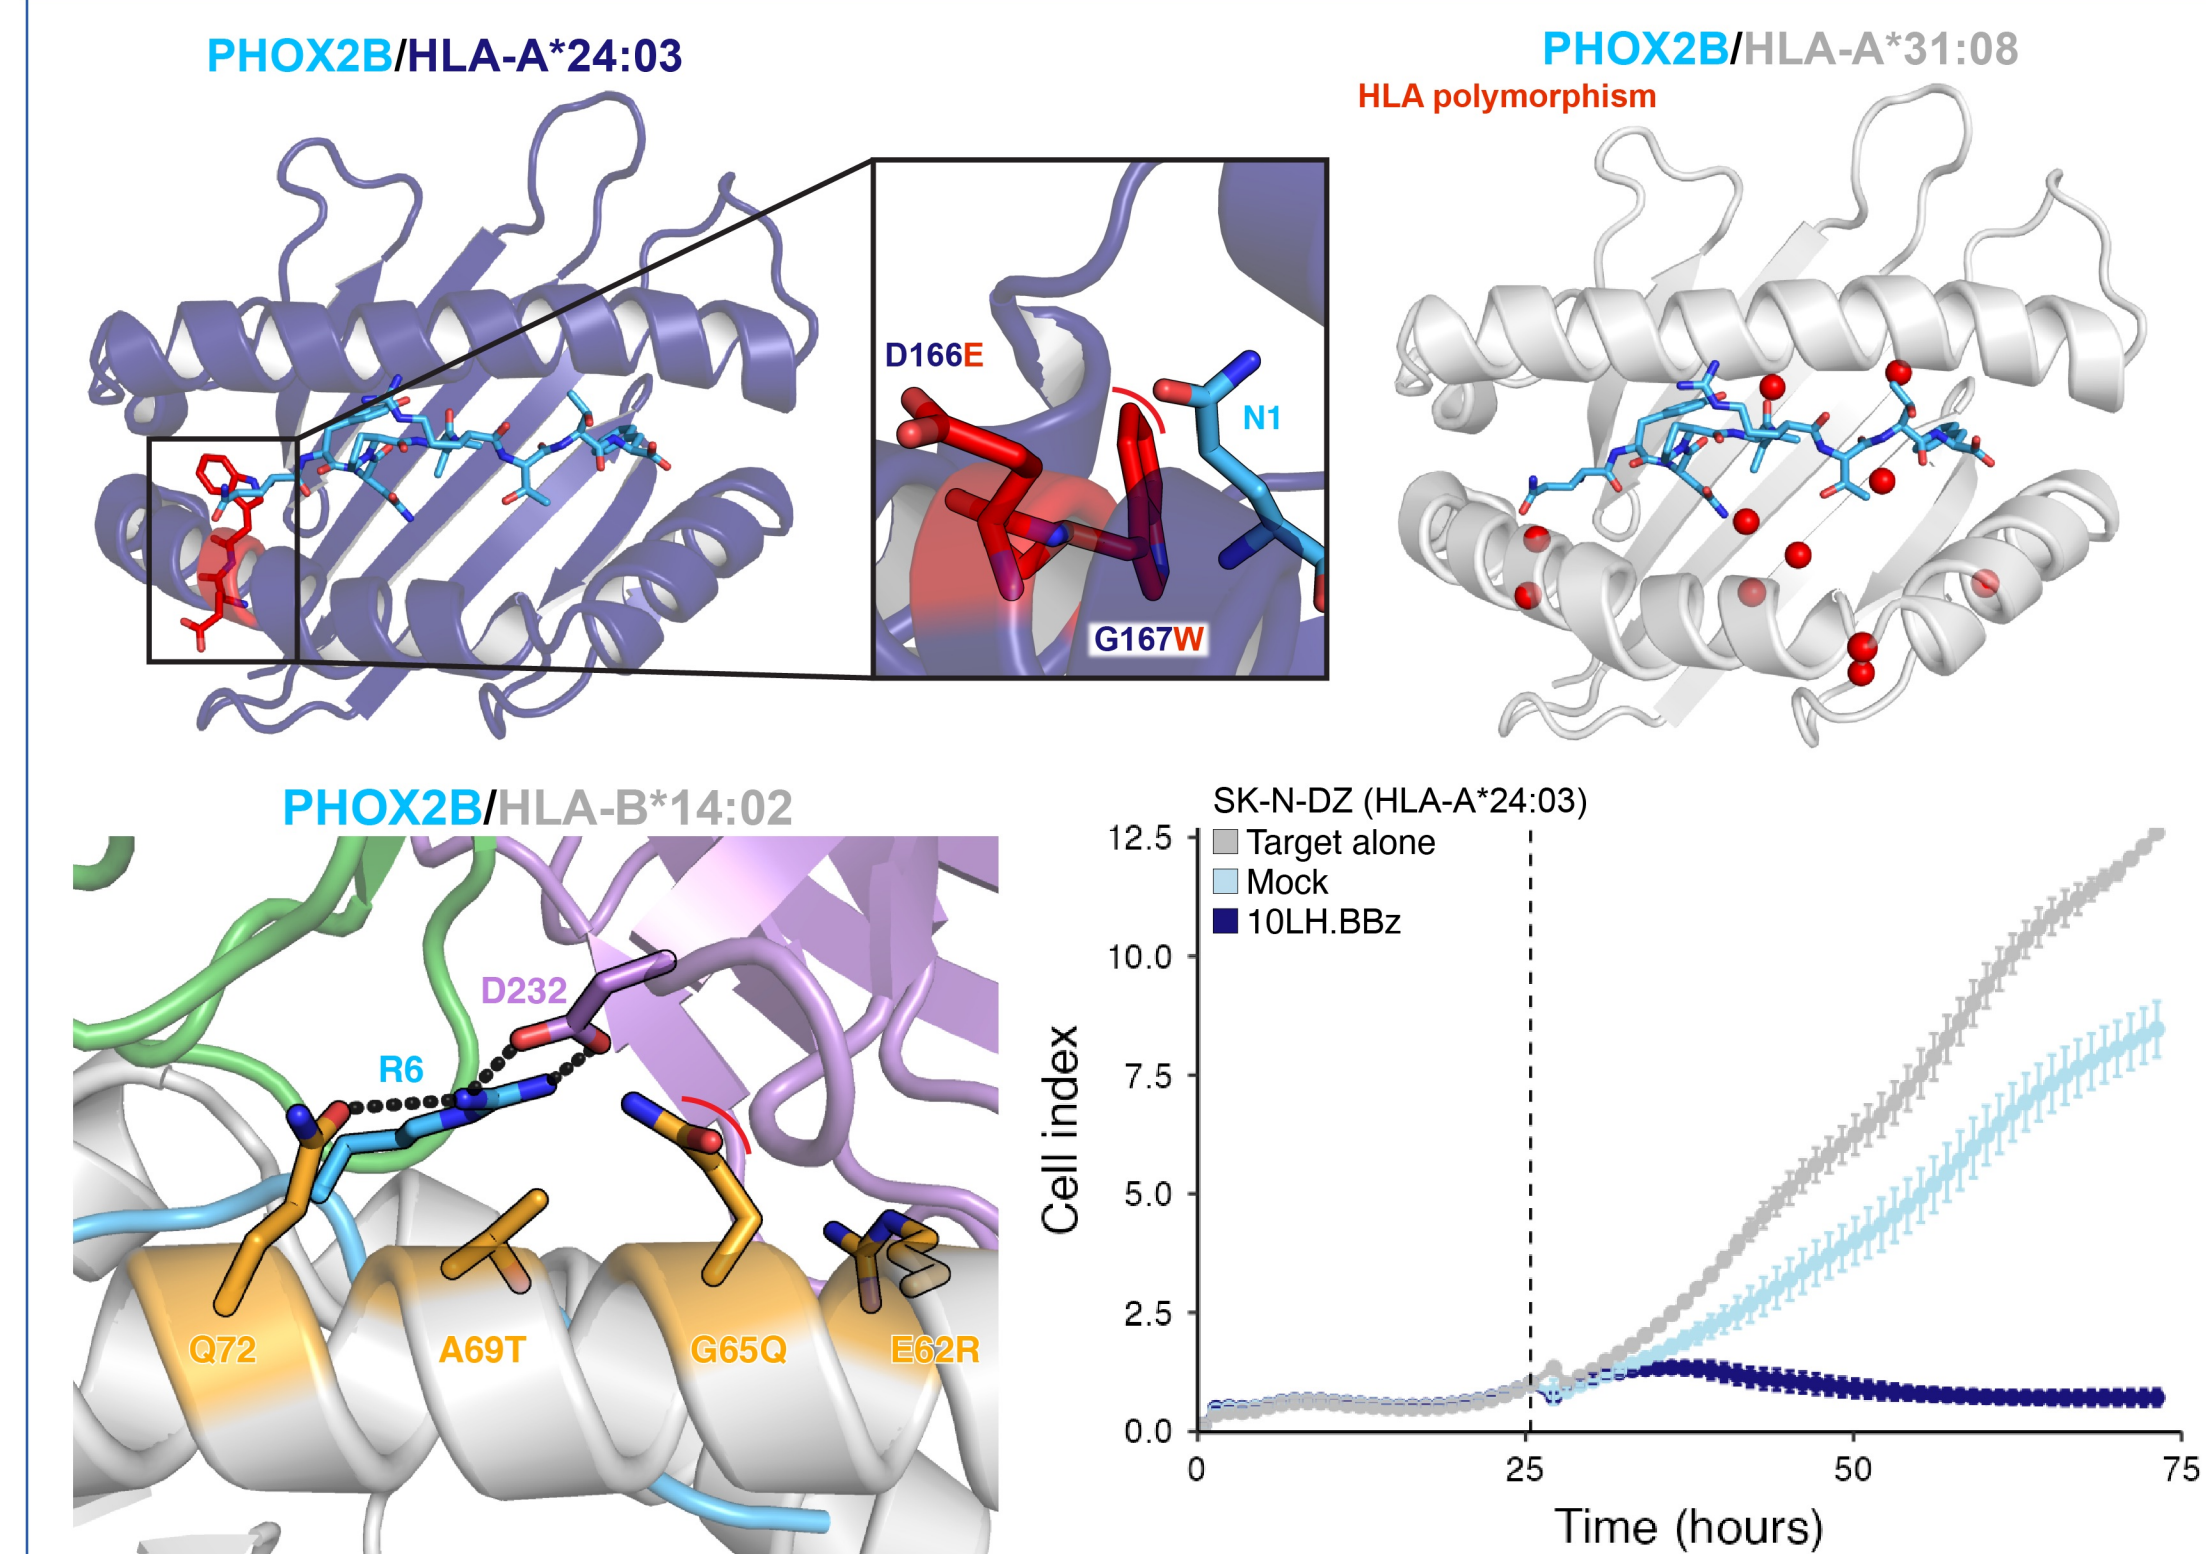 PHOX2B/HLA-A*24:03
PHOX2B/HLA-A*31:08
HLA polymorphism
D166E
N1
G167W
PHOX2B/HLA-B*14:02
D232
R6
Q72
A69T
G65Q
E62R
SK-N-DZ (HLA-A*24:03)
Target alone
Mock
10LH.BBz
Cell index
12.5
10.0
7.5
5.0
2.5
0.0
0
25
50
75
Time (hours)